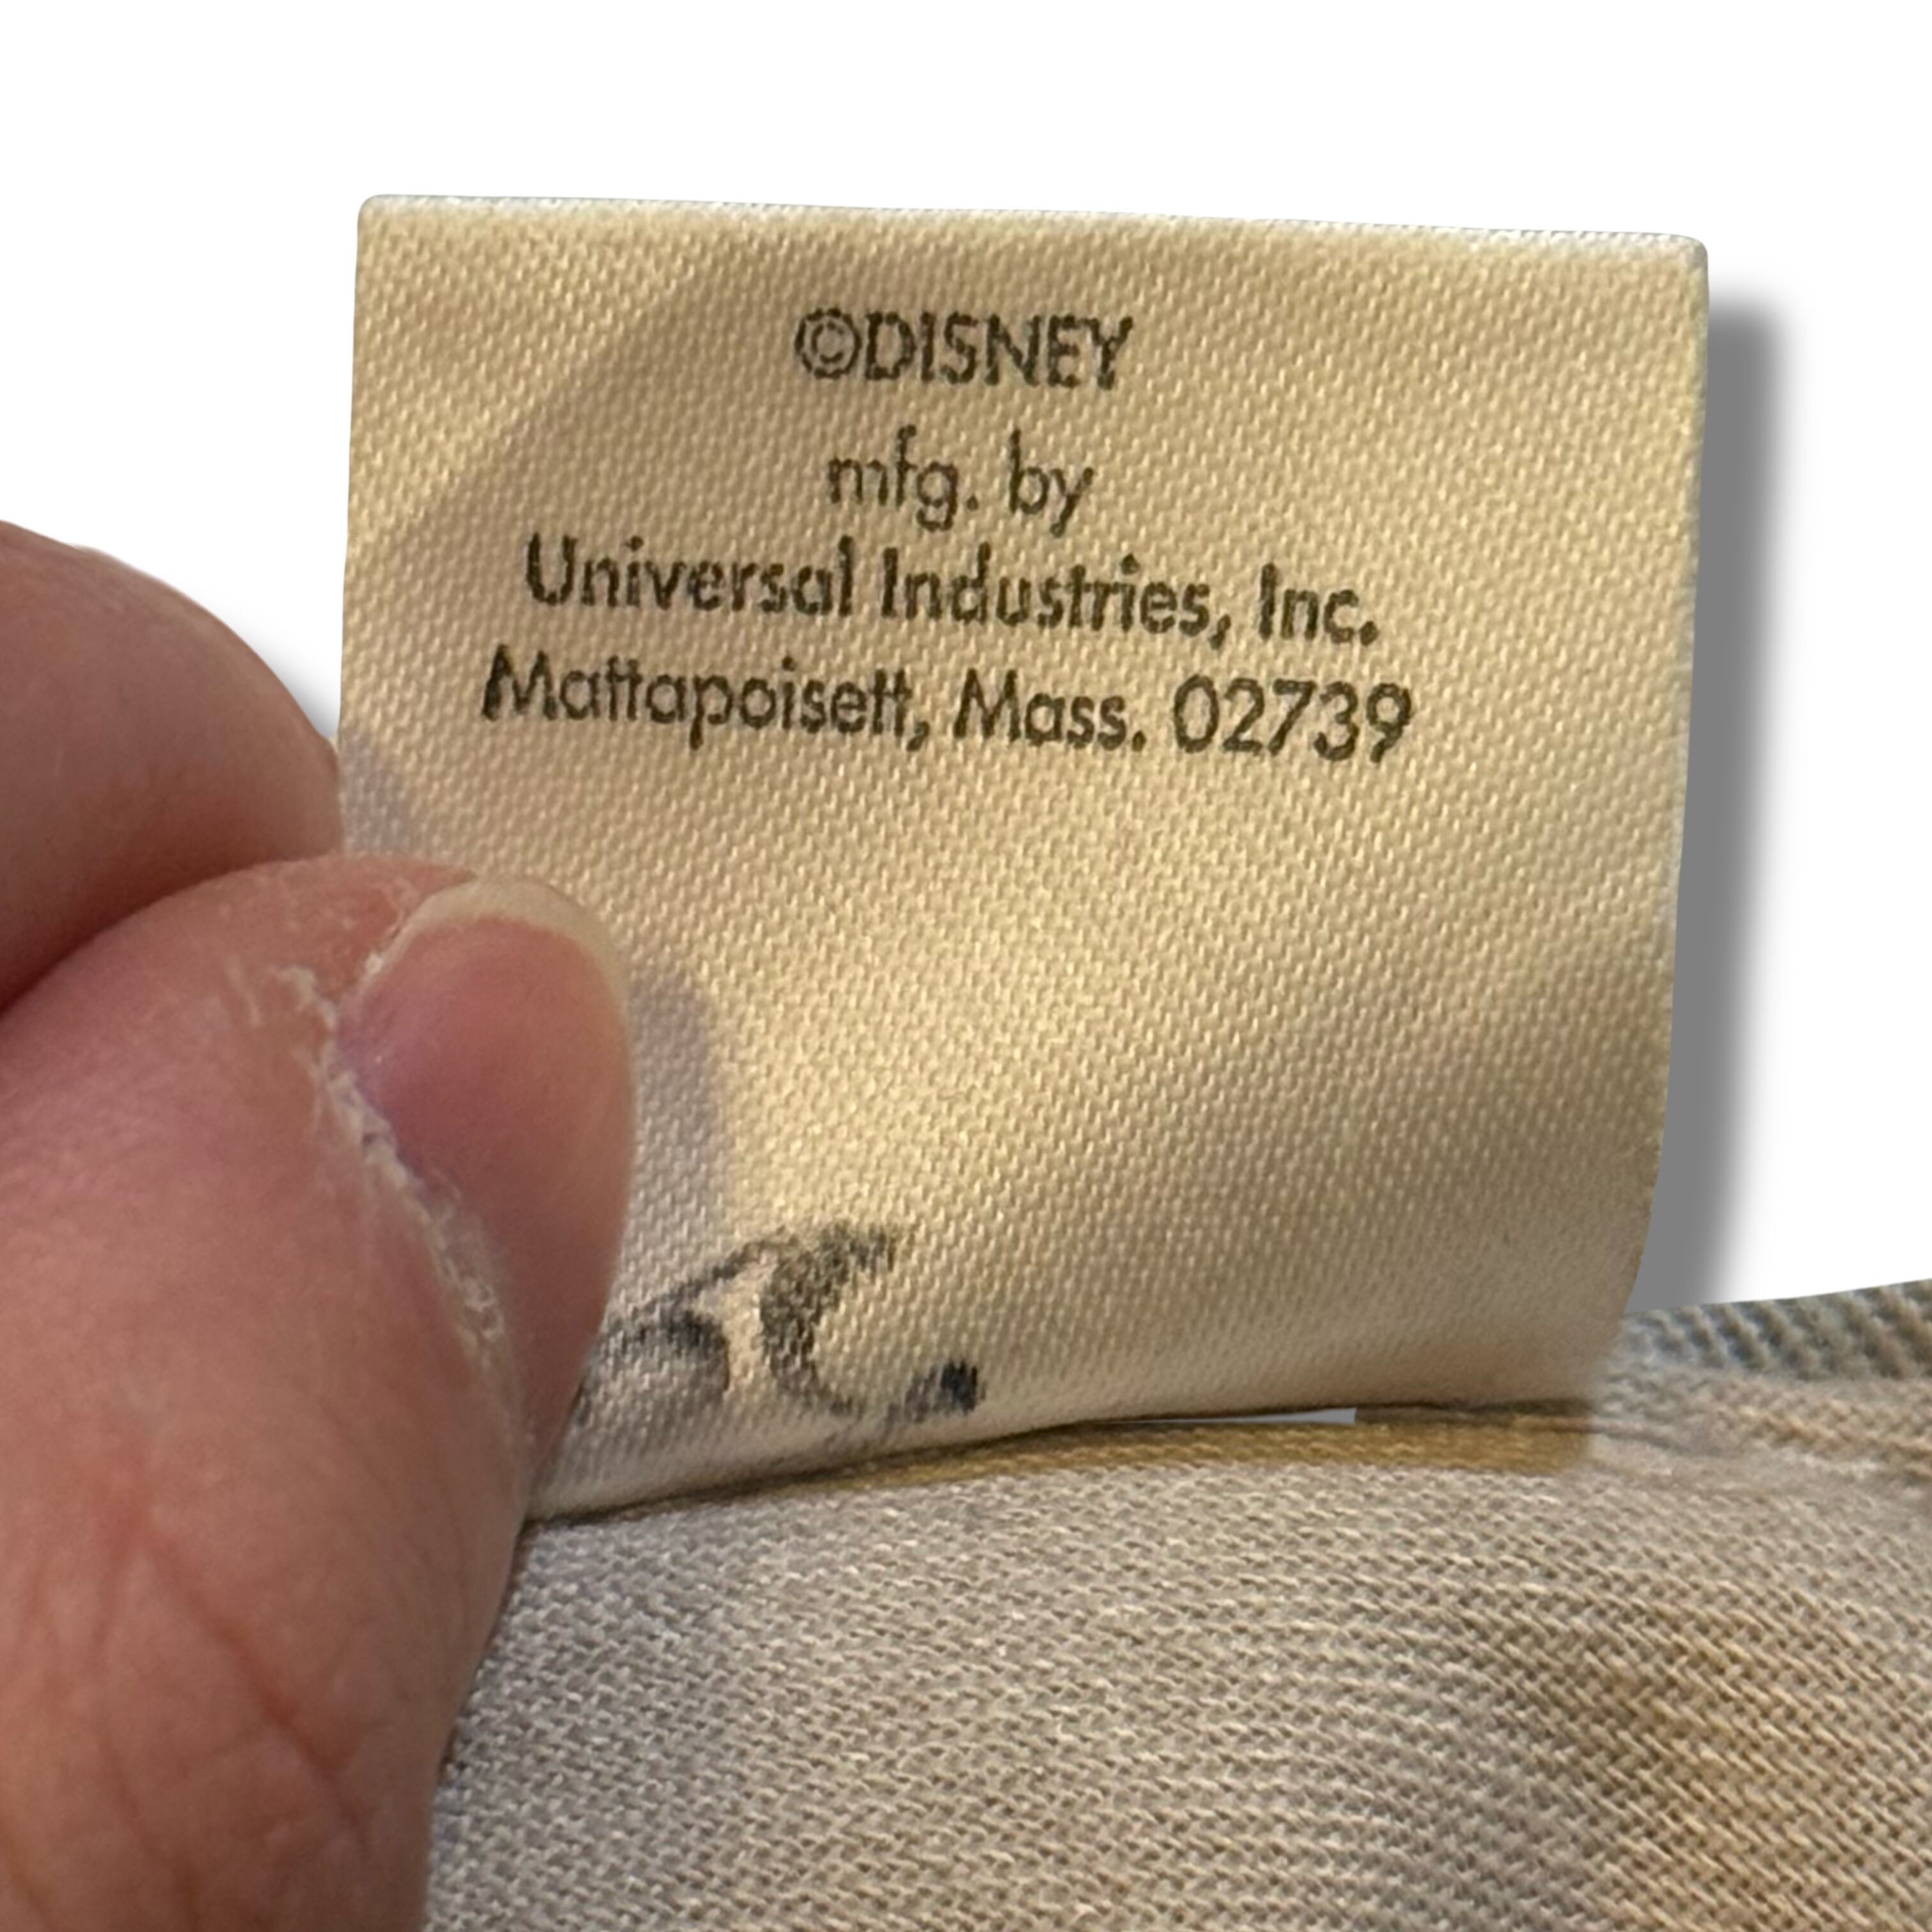 ©DISNEY
mfg. by
Universal Industries, Inc.
Mattapoisett, Mass. 02739